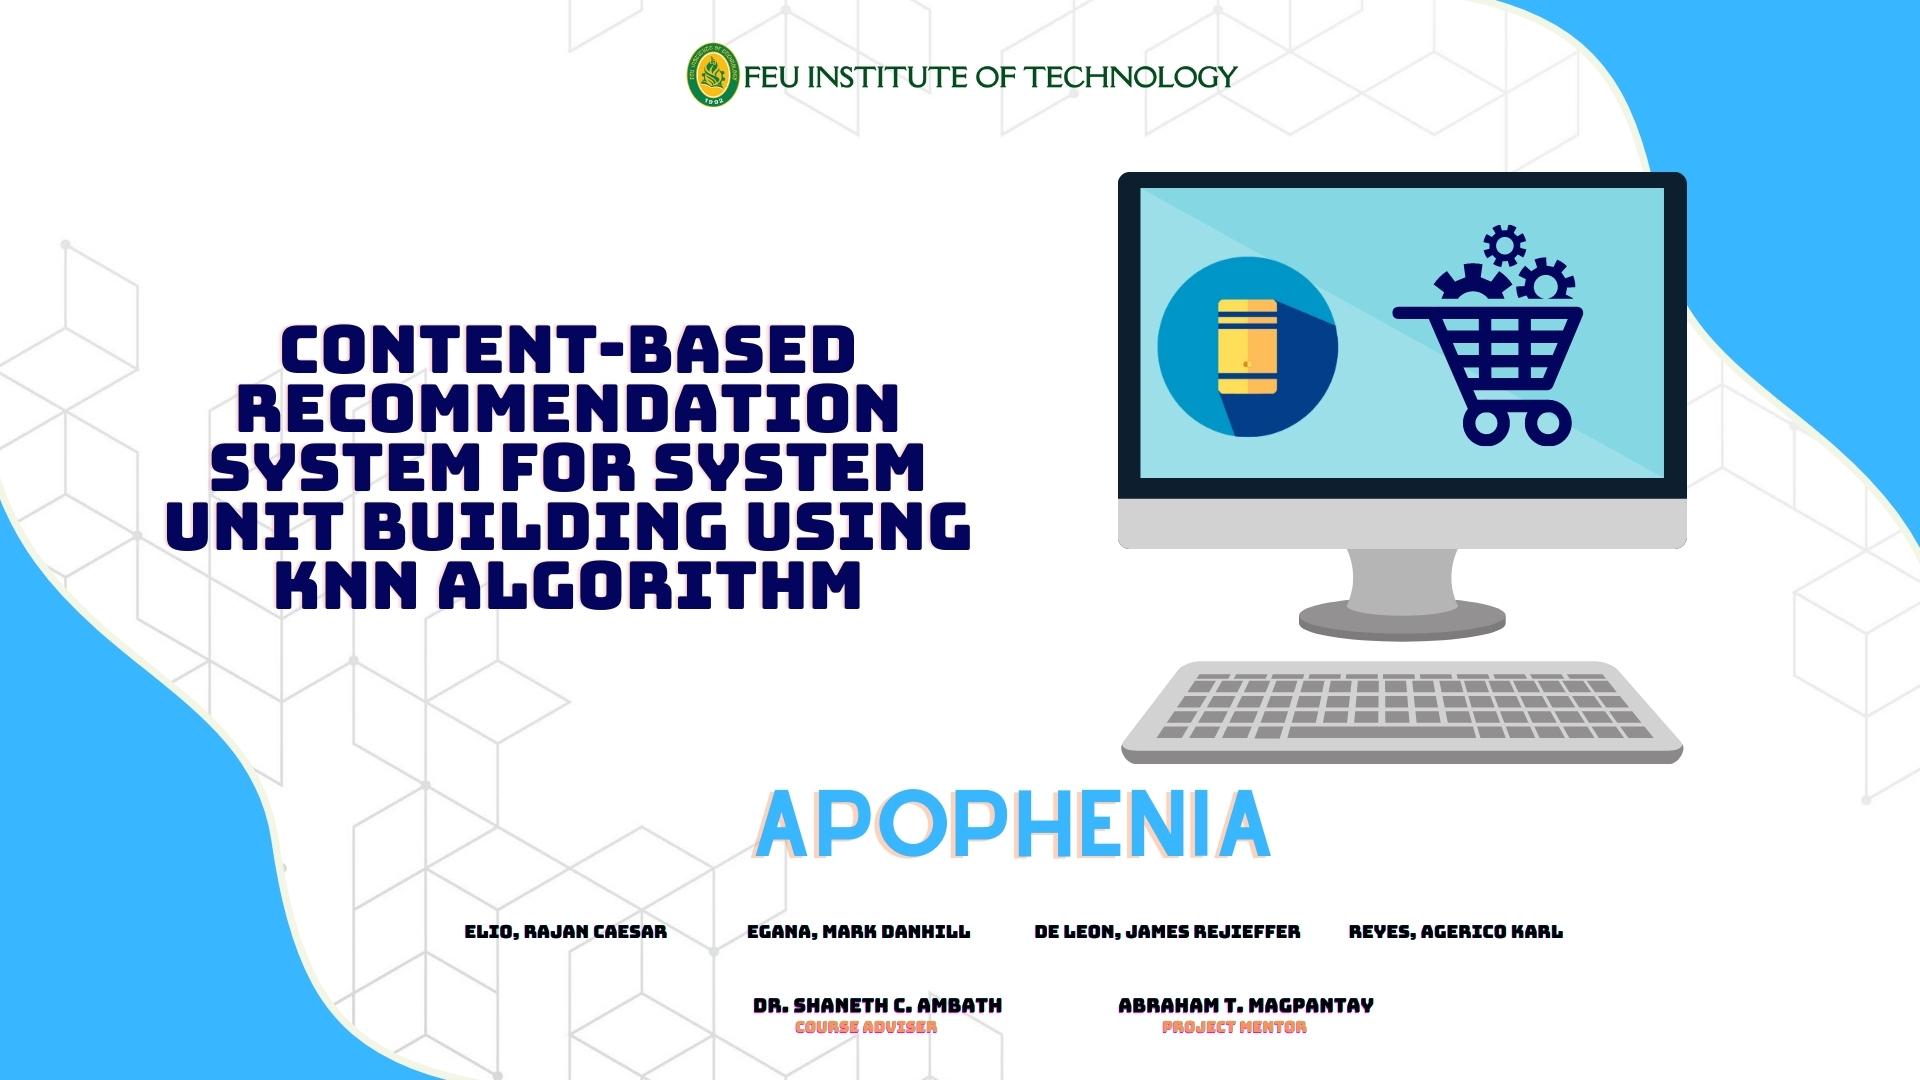 FEU INSTITUTE OF TECHNOLOGY
1992
CONTENT-BASED
RECOMMENDATION
SYSTEM FOR SYSTEM
UNIT BUILDING USING
KNN ALGORITHM
APOPHENIA
ELIO, RAJAN CAESAR
EGANA, MARK DANHILL
DE LEON, JAMES REJIEFFER
REYES, AGERICO KARL
DR. SHANETH C. AMBATH
COURSE ADVISER
ABRAHAM T. MAGPANTAY
PROJECT MENTOR